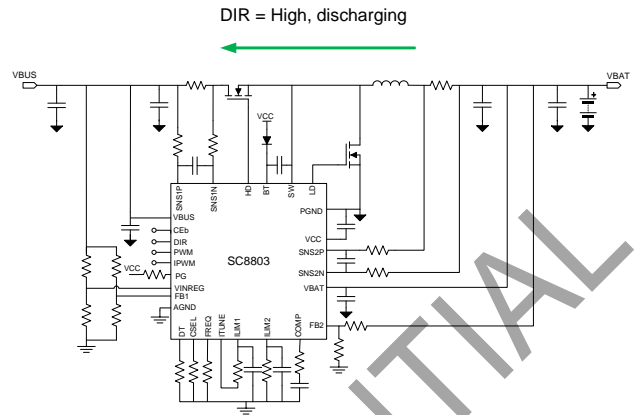 DIR = High, discharging
VBUS
VBAT
VCC
SNS1P
SNS1N
HD
BT
SW
LD
VBUS
CEb
DIR
PWM
IPWM
VCC
PG
VINREG
FB1
AGND
SC8803
PGND
VCC
SNS2P
SNS2N
VBAT
FB2
DT
CSEL
FREQ
ITUNE
ILIM1
ILIM2
COMP
NTIAL